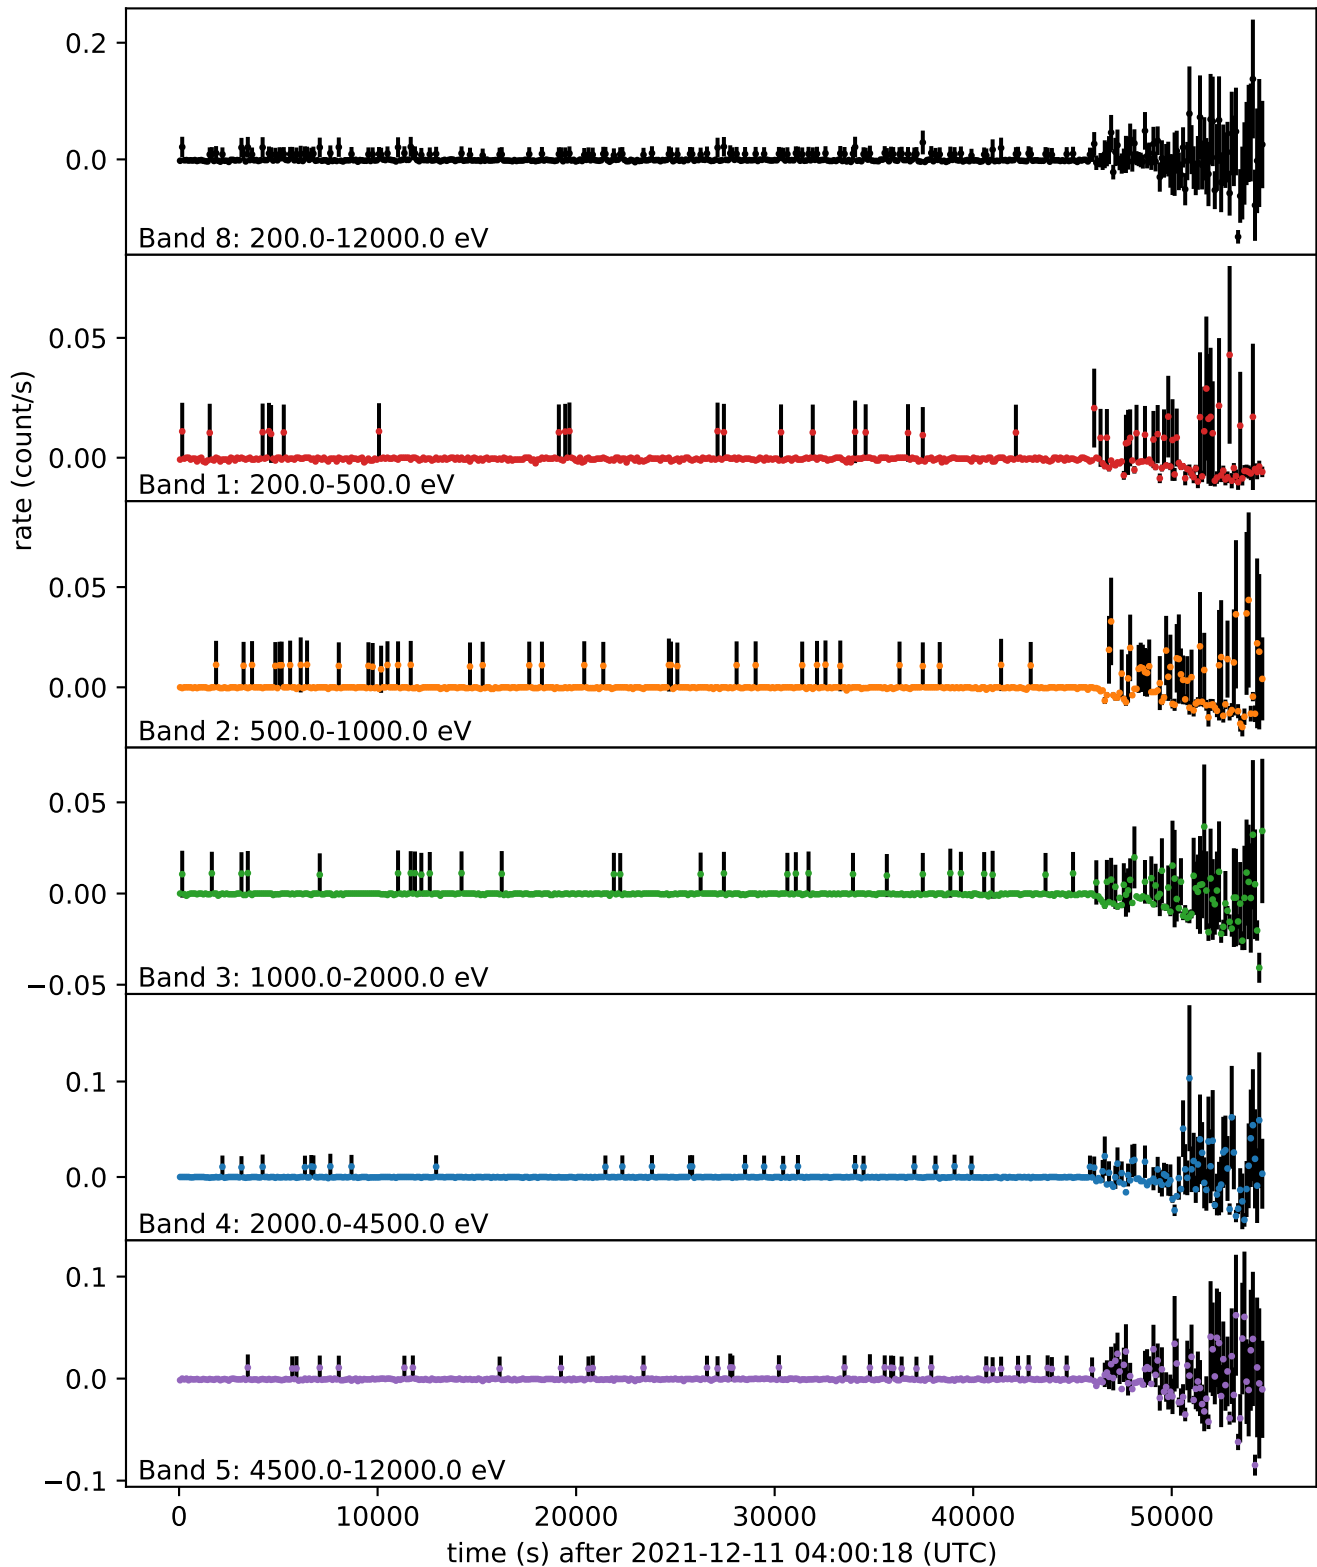 0.2
0.0
Band 8: 200.0-12000.0 eV
0.05
0.00
Band 1: 200.0-500.0 eV
rate (count/s)
0.05
0.00
Band 2: 500.0-1000.0 eV
0.05
0.00
−0.05
Band 3: 1000.0-2000.0 eV
0.1
0.0
Band 4: 2000.0-4500.0 eV
0.1
0.0
−0.1
Band 5: 4500.0-12000.0 eV
0 10000 20000 30000 40000 50000
time (s) after 2021-12-11 04:00:18 (UTC)